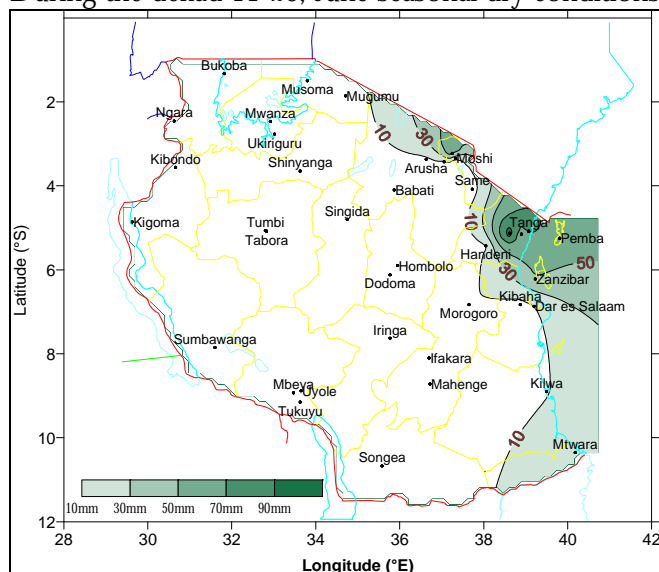 During the dekad June seasonal dry conditions
Bukoba
Musoma
Mugumu
2
Ngara
Mwanza
10
30
Ukiringuru
Moshi
Kibondo
Shinyanga
Arusha
4
Same
Babati
Kigoma
Singida
10
Tanga
Tumbi
Tabora
Pemba
Handeni
50
6
Hombolo
30
Dodoma
Zanzibar
Kibaha
Morogoro
Dar es Salaam
Iringa
Sumbawanga
8
Ifakara
Mbeya
Uyole
Mahenge
Kilwa
Tukuyu
10
10
Songea
Mtwara
10mm 30mm 50mm 70mm 90mm
12
28 30 32 34 36 38 40 42
Latitude (°S)
Longitude (°E)